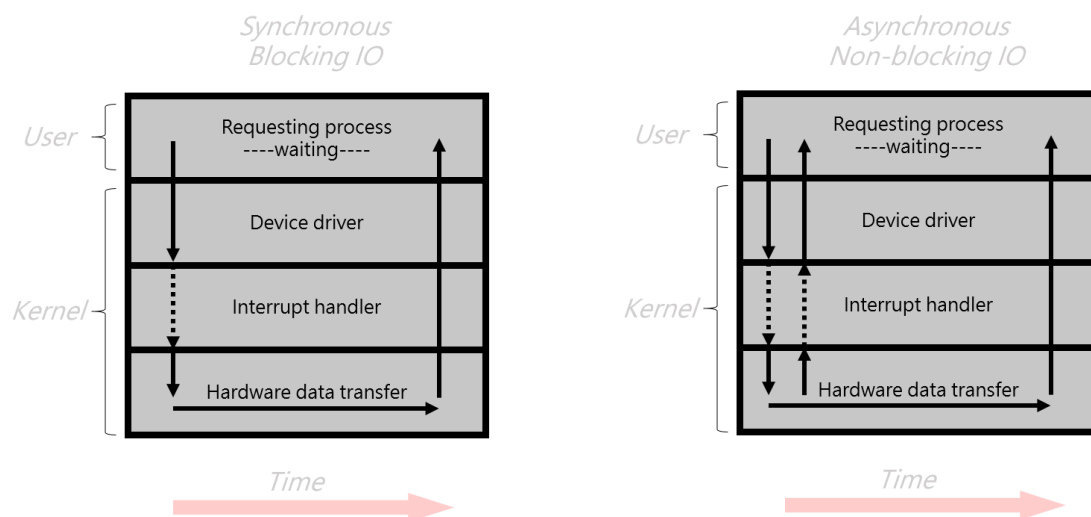 Synchronous
Blocking IO
User
Requesting process
----waiting----
Device driver
Kernel
Interrupt handler
Hardware data transfer
Time
Asynchronous
Non-blocking IO
User
Requesting process
----waiting----
Device driver
Kernel
Interrupt handler
Hardware data transfer
Time